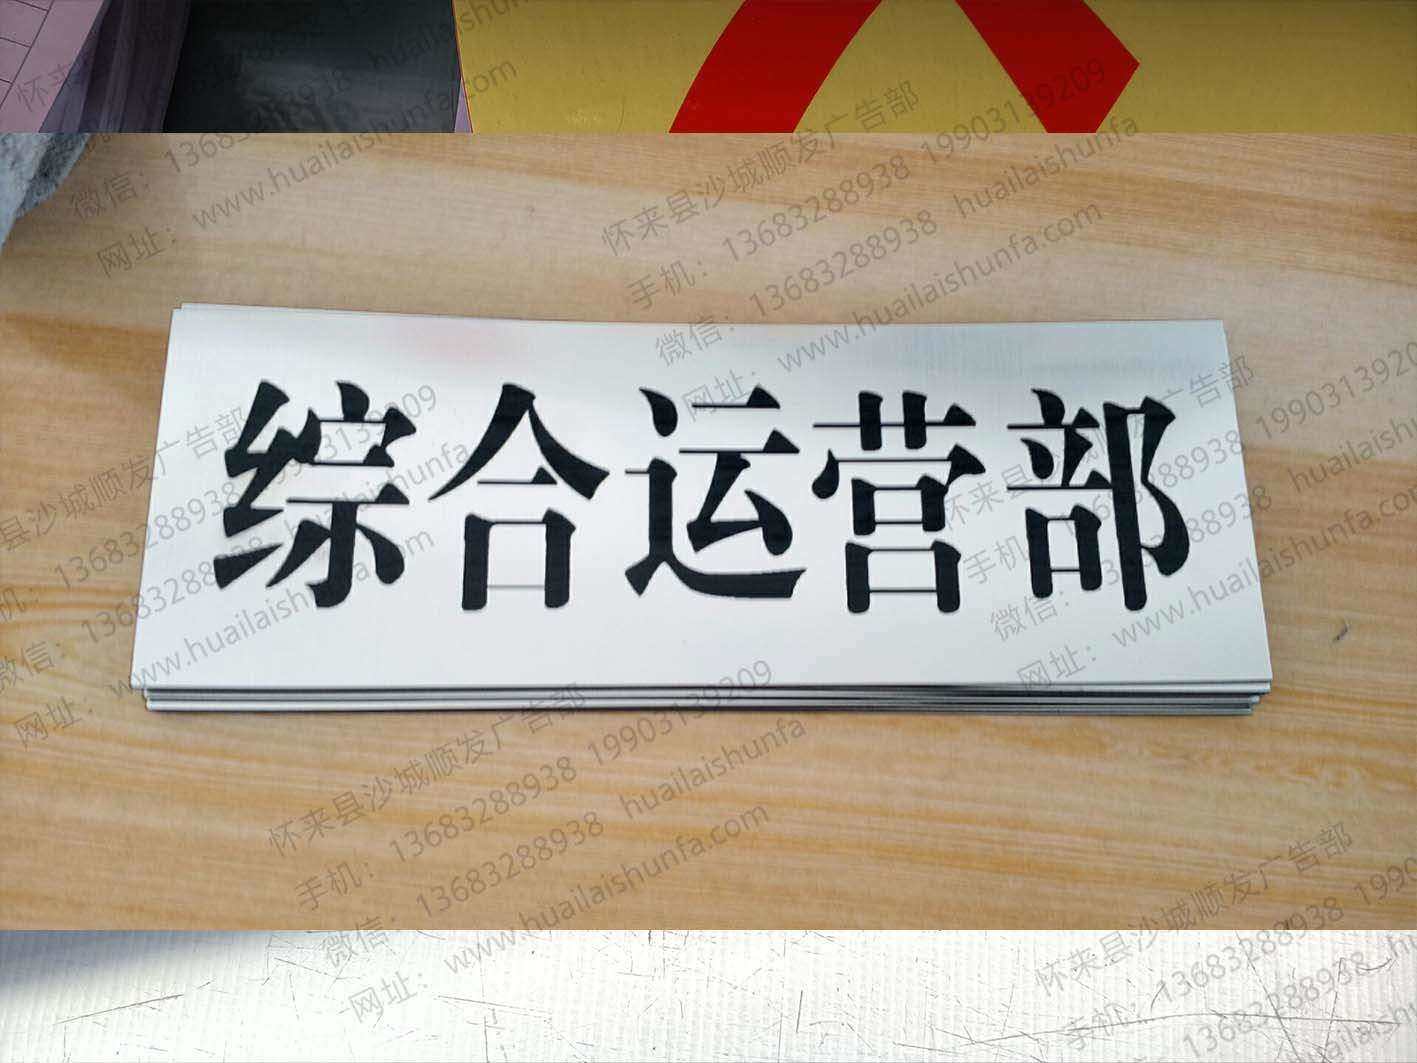 综合运营部
怀来县沙城顺发广告部
手机：13683288938 19903139209
微信：13683288938 huailaishunfa
网址：www.huailaishunfa.com